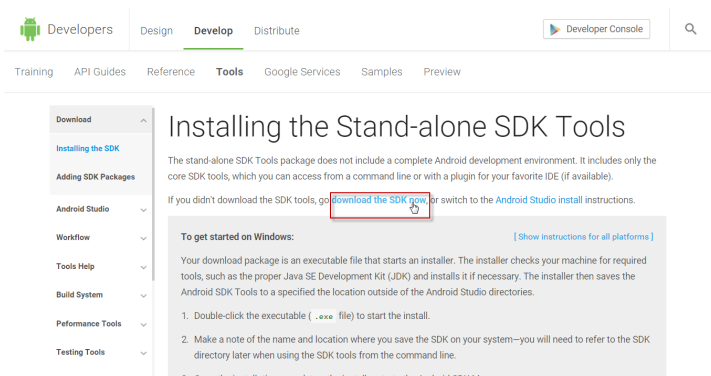 Developers
Design Develop Distribute
Developer Console
Training API Guides Reference Tools Google Services Samples Preview
Download
Installing the SDK
Adding SDK Packages
Android Studio
Workflow
Tools Help
Build System
Peformance Tools
Testing Tools
Installing the Stand-alone SDK Tools
The stand-alone SDK Tools package does not include a complete Android development environment. It includes only the
core SDK tools, which you can access from a command line or with a plugin for your favorite IDE (if available).
If you didn't download the SDK tools, go download the SDK now, or switch to the Android Studio install instructions.
To get started on Windows:
[ Show instructions for all platforms ]
Your download package is an executable file that starts an installer. The installer checks your machine for required
tools, such as the proper Java SE Development Kit (JDK) and installs it if necessary. The installer then saves the
Android SDK Tools to a specified the location outside of the Android Studio directories.
1. Double-click the executable ( .exe file) to start the install.
2. Make a note of the name and location where you save the SDK on your system—you will need to refer to the SDK
directory later when using the SDK tools from the command line.